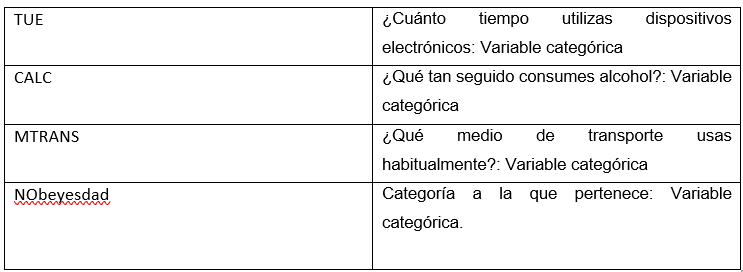 TUE
¿Cuánto tiempo utilizas dispositivos
electrónicos: Variable categórica
CALC
¿Qué tan seguido consumes alcohol?: Variable
categórica
MTRANS
¿Qué medio de transporte usas
habitualmente?: Variable categórica
NObeyesdad
Categoría a la que pertenece: Variable
categórica.